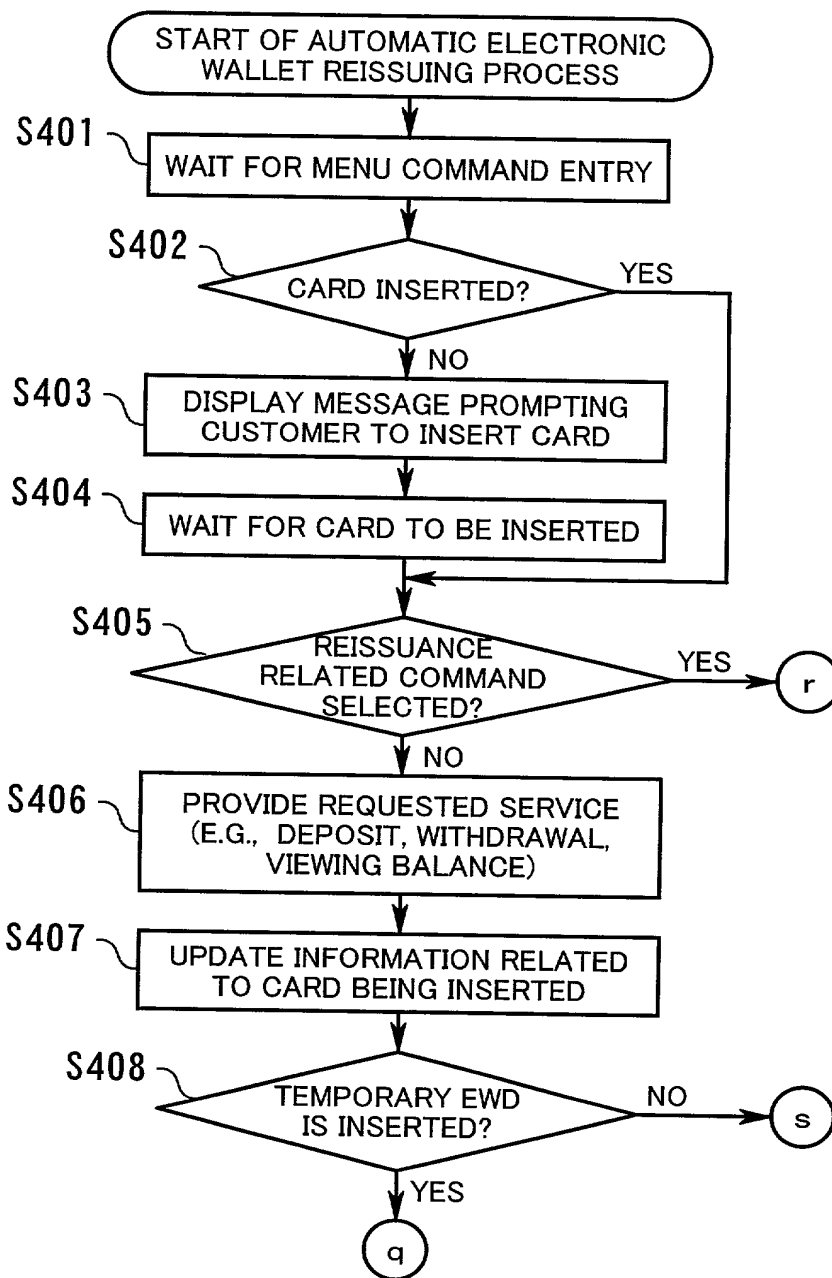 START OF AUTOMATIC ELECTRONIC
WALLET REISSUING PROCESS
S401
WAIT FOR MENU COMMAND ENTRY
S402
CARD INSERTED?
YES
NO
S403
DISPLAY MESSAGE PROMPTING
CUSTOMER TO INSERT CARD
S404
WAIT FOR CARD TO BE INSERTED
S405
REISSUANCE
RELATED COMMAND
SELECTED?
YES
r
NO
S406
PROVIDE REQUESTED SERVICE
(E.G., DEPOSIT, WITHDRAWAL,
VIEWING BALANCE)
S407
UPDATE INFORMATION RELATED
TO CARD BEING INSERTED
S408
TEMPORARY EWD
IS INSERTED?
NO
s
YES
q